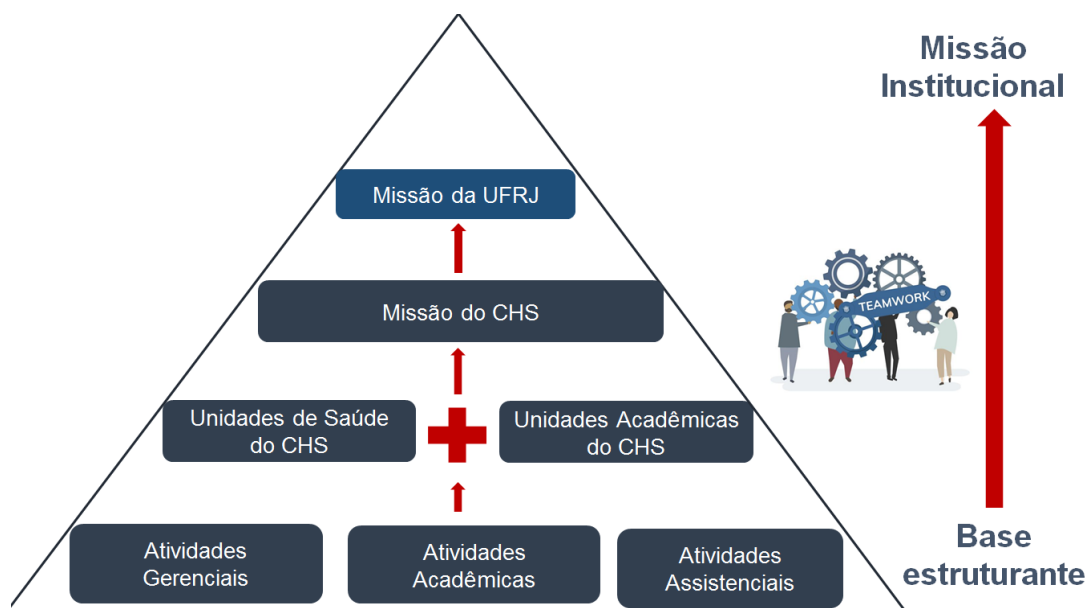 Missão
Institucional
Missão da UFRJ
Missão do CHS
TEAMWORK
Unidades de Saúde
do CHS
Unidades Acadêmicas
do CHS
Atividades
Gerenciais
Atividades
Acadêmicas
Atividades
Assistenciais
Base
estruturante